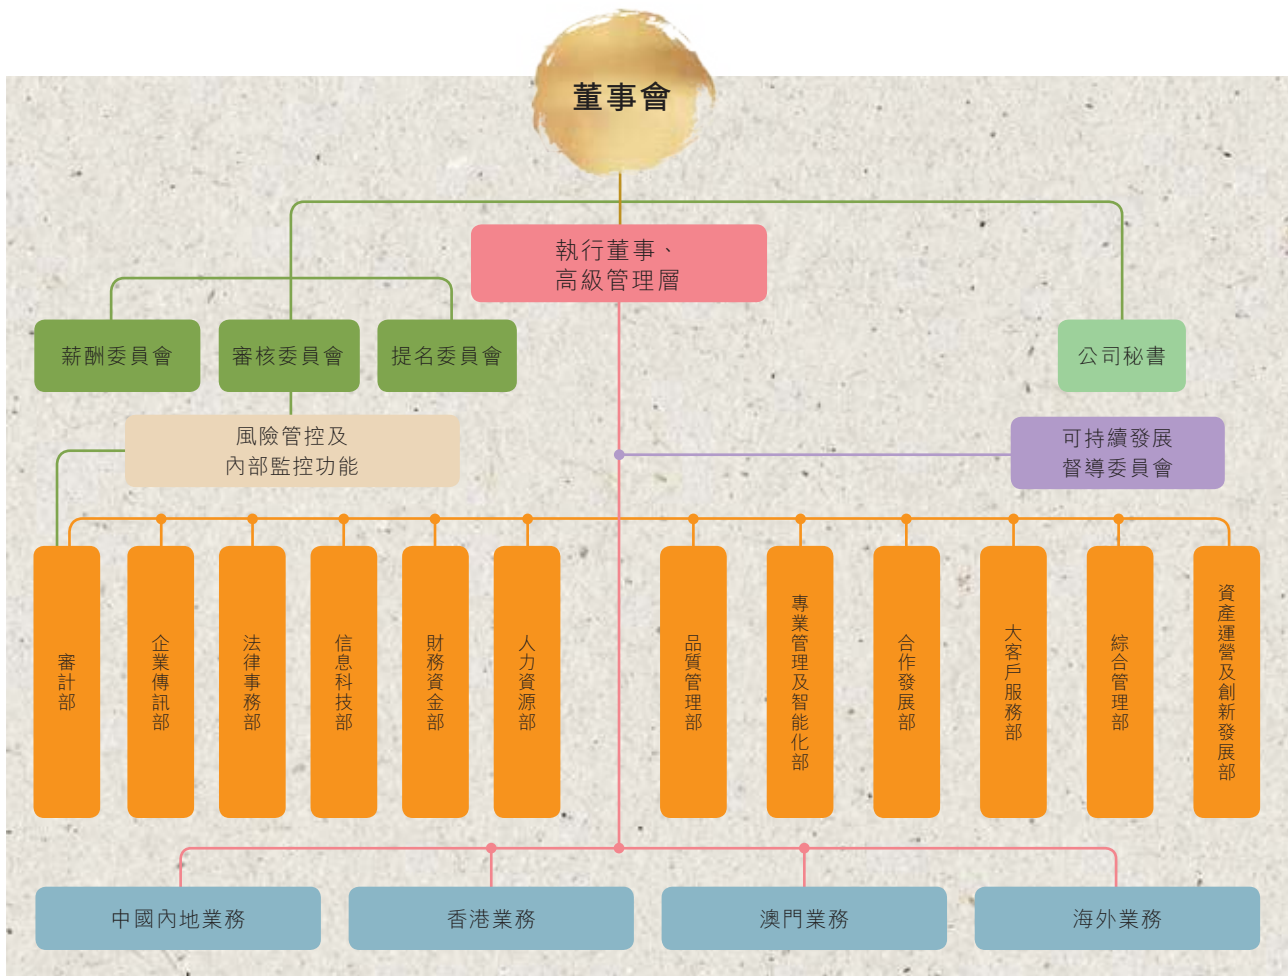 董事會
執行董事、
高級管理層
薪酬委員會
審核委員會
提名委員會
公司秘書
風險管控及
內部監控功能
可持續發展
督導委員會
審計部
企業傳訊部
法律事務部
信息科技部
財務資金部
人力資源部
品質管理部
專業管理及智能化部
合作發展部
大客戶服務部
綜合管理部
資產運營及創新發展部
中國內地業務
香港業務
澳門業務
海外業務